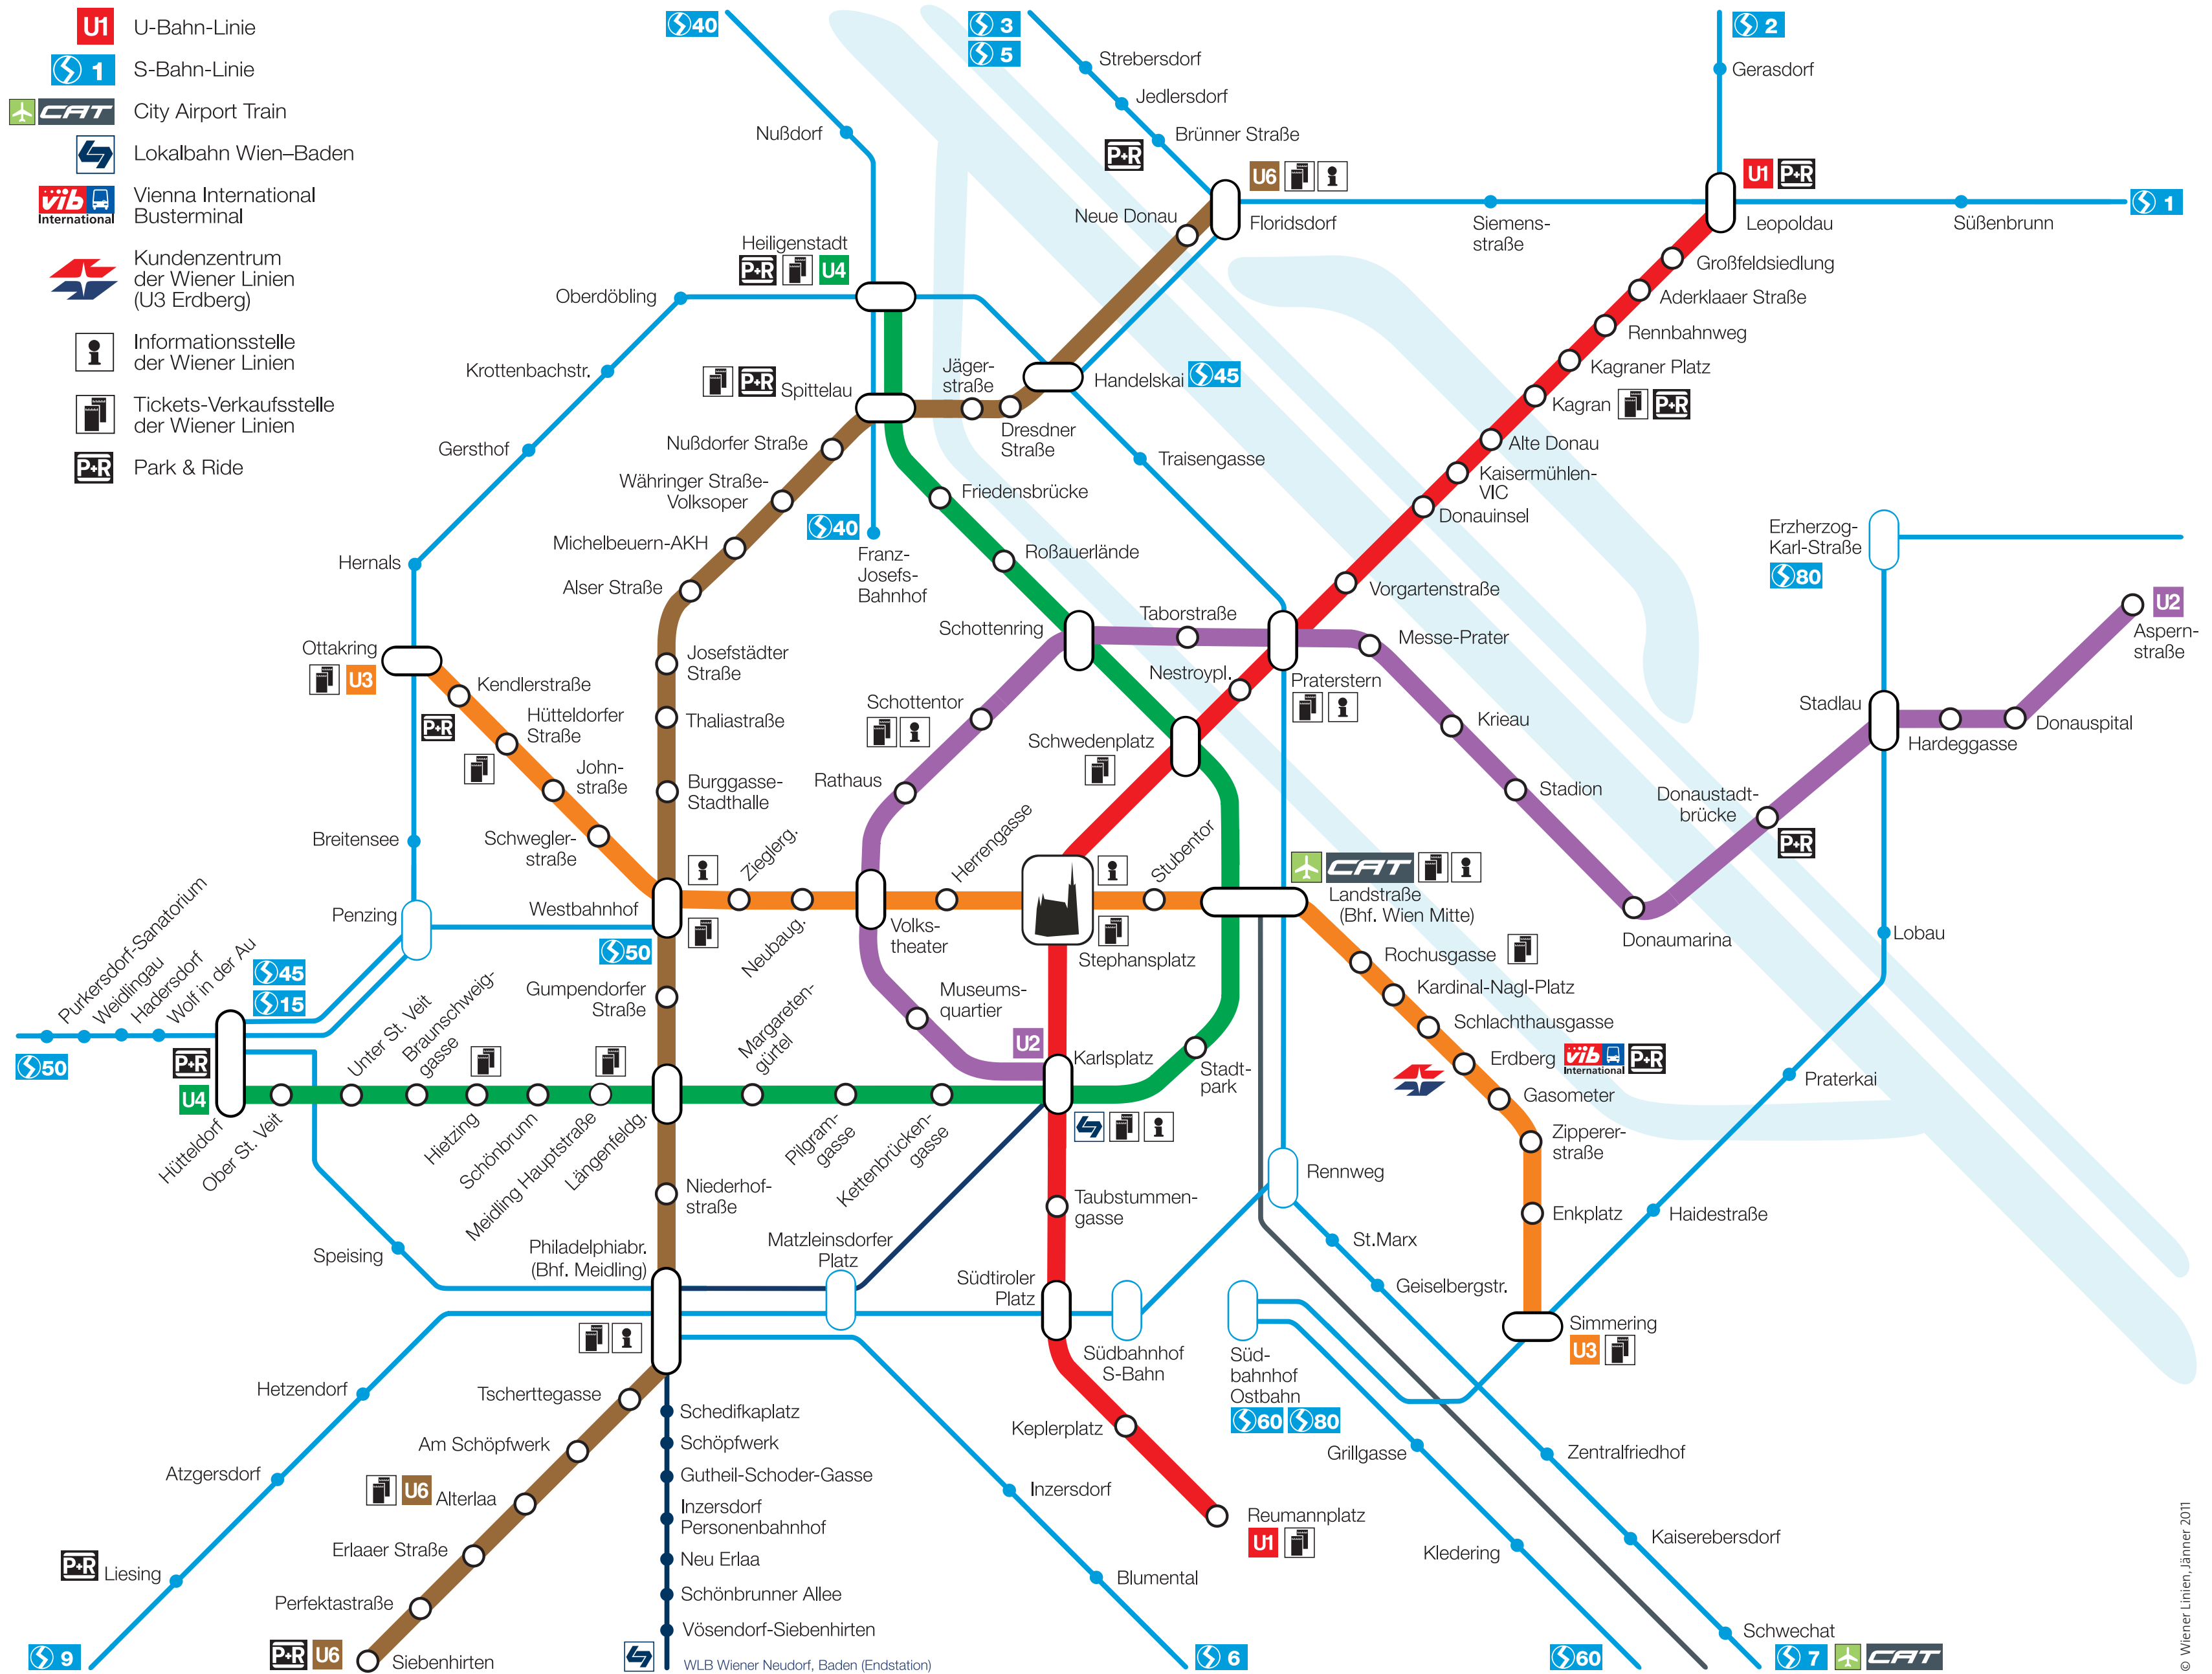 U1 U-Bahn-Linie
1 S-Bahn-Linie
CAT City Airport Train
Lokalbahn Wien–Baden
vib International
Vienna International
Busterminal
Kundenzentrum
der Wiener Linien
(U3 Erdberg)
i
Informationsstelle
der Wiener Linien
Tickets-Verkaufsstelle
der Wiener Linien
P+R Park & Ride
40
3
5
2
Strebersdorf
Jedlersdorf
Brünner Straße
P+R
Gerasdorf
Nußdorf
U6 i
U1 P+R
Neue Donau
Floridsdorf
Siemens-
straße
Leopoldau
Süßenbrunn
1
Heiligenstadt
P+R U4
Großfeldsiedlung
Aderklaaer Straße
Rennbahnweg
Kagraner Platz
Kagran P+R
Alte Donau
Kaisermühlen-
VIC
Donauinsel
Vorgartenstraße
Oberdöbling
Krottenbachstr.
Gersthof
Hernals
P+R Spittelau
Jäger-
straße
Dresdner
Straße
Handelskai 45
Traisengasse
Nußdorfer Straße
Währinger Straße-
Volksoper
Michelbeuern-AKH
Alser Straße
40
Franz-
Josefs-
Bahnhof
Friedensbrücke
Roßauerlände
Erzherzog-
Karl-Straße
80
U2
Aspern-
straße
Ottakring
U3
Kendlerstraße
P+R
Hütteldorfer
Straße
John-
straße
Schwegler-
straße
Josefstädter
Straße
Thaliastraße
Burggasse-
Stadthalle
Schottenring
Taborstraße
Messe-Prater
Nestroypl.
Praterstern
i
Schottentor
i
Rathaus
Schwedenplatz
Krieau
Stadion
Donaumarina
Donaustadt-
brücke
P+R
Stadlau
Hardeggasse
Donauspital
Lobau
Breitensee
Penzing
Westbahnhof
i
50
Zieglerg.
Neubaug.
Volks-
theater
Herrengasse
i
Stephansplatz
Stubentor
CAT i
Landstraße
(Bhf. Wien Mitte)
Rochusgasse
Kardinal-Nagl-Platz
Schlachthausgasse
Erdberg vib International P+R
Gasometer
Zipperer-
straße
Enkplatz
Simmering
U3
Purkersdorf-Sanatorium
Weidlingau
Hadersdorf
Wolf in der Au
45
15
50
P+R
U4
Hütteldorf
Ober St. Veit
Unter St. Veit
Braunschweig-
gasse
Hietzing
Schönbrunn
Meidling Hauptstraße
Längenfeldg.
Gumpendorfer
Straße
Margareten-
gürtel
Pilgram-
gasse
Kettenbrücken-
gasse
Museums-
quartier
U2
Karlsplatz
i
Stadt-
park
Praterkai
Haidestraße
Rennweg
St.Marx
Geiselbergstr.
Niederhof-
straße
Taubstummen-
gasse
Speising
Philadelphiabr.
(Bhf. Meidling)
i
Matzleinsdorfer
Platz
Südtiroler
Platz
Südbahnhof
S-Bahn
Süd-
bahnhof
Ostbahn
60 80
Hetzendorf
Atzgersdorf
P+R Liesing
9
Tscherttegasse
Am Schöpfwerk
U6 Alterlaa
Erlaaer Straße
Perfektastraße
P+R U6 Siebenhirten
Schedifkaplatz
Schöpfwerk
Gutheil-Schoder-Gasse
Inzersdorf
Personenbahnhof
Neu Erlaa
Schönbrunner Allee
Vösendorf-Siebenhirten
WLB Wiener Neudorf, Baden (Endstation)
Keplerplatz
Reumannplatz
U1
Inzersdorf
Blumental
6
Grillgasse
Kledering
60
Zentralfriedhof
Kaiserebersdorf
Schwechat
7 CAT
© Wiener Linien, Jänner 2011